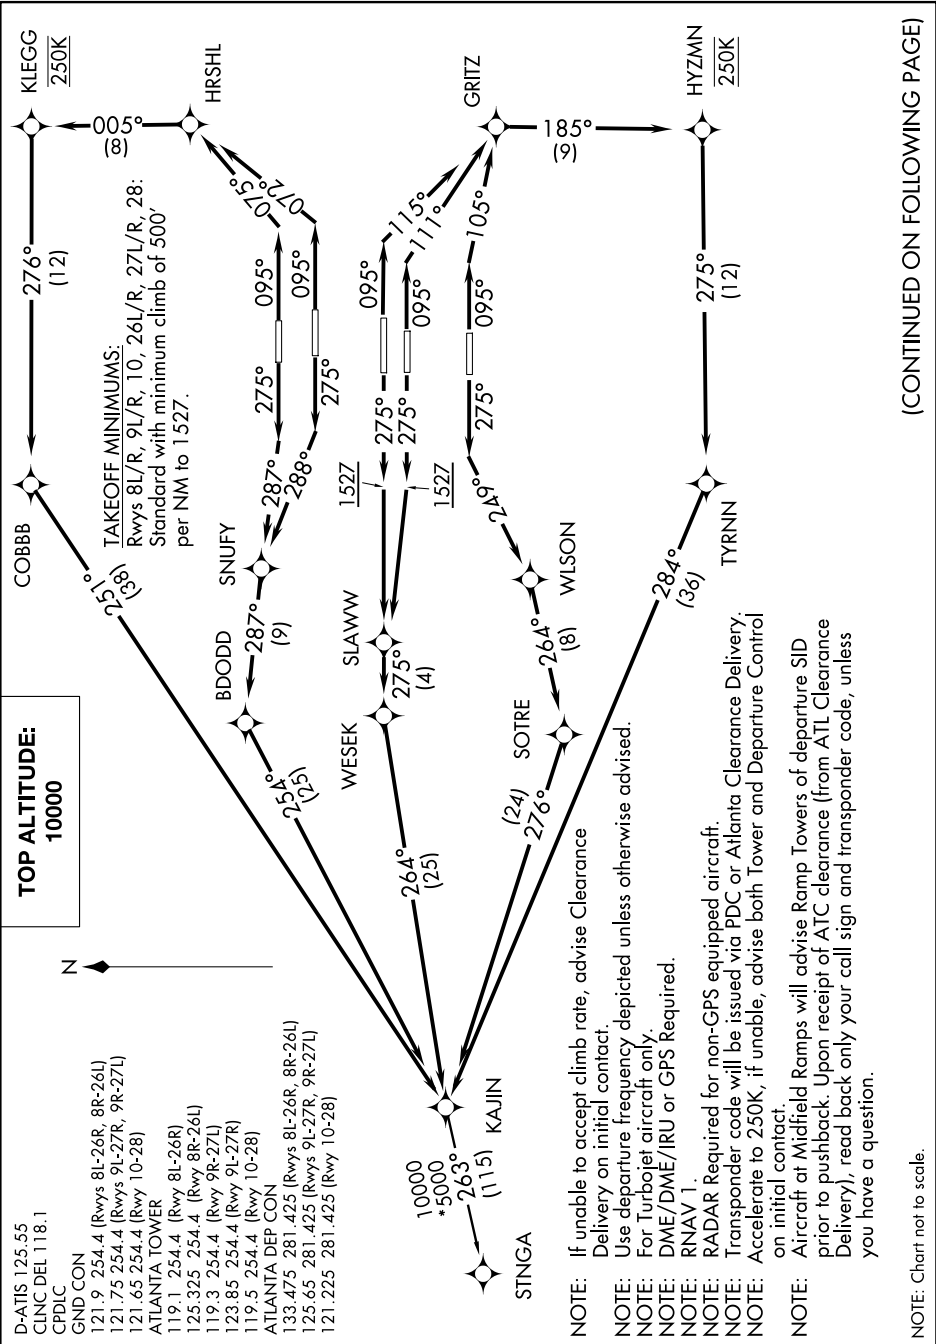 D-ATIS 125.55
CLNC DEL 118.1
CPDLC
GND CON
121.9 254.4 (Rwys 8L-26R, 8R-26L)
121.75 254.4 (Rwys 9L-27R, 9R-27L)
121.65 254.4 (Rwy 10-28)
ATLANTA TOWER
119.1 254.4 (Rwy 8L-26R)
125.325 254.4 (Rwy 8R-26L)
119.3 254.4 (Rwy 9R-27L)
123.85 254.4 (Rwy 9L-27R)
119.5 254.4 (Rwy 10-28)
ATLANTA DEP CON
133.475 281.425 (Rwys 8L-26R, 8R-26L)
125.65 281.425 (Rwys 9L-27R, 9R-27L)
121.225 281.425 (Rwy 10-28)
N
TOP ALTITUDE:
10000
TAKEOFF MINIMUMS:
Rwys 8L/R, 9L/R, 10, 26L/R, 27L/R, 28:
Standard with minimum climb of 500'
per NM to 1527.
KLEGG
250K
276°
(12)
COBBB
251°
(38)
005°
(8)
HRSHL
075°
072°
095°
095°
275°
275°
287°
288°
SNUFY
287°
(9)
BDODD
254°
(25)
GRITZ
115°
111°
105°
095°
095°
095°
275°
275°
275°
1527
1527
SLAWW
275°
(4)
WESEK
264°
(25)
249°
WLSON
264°
(8)
SOTRE
(24)
276°
185°
(9)
HYZMN
250K
275°
(12)
TYRNN
284°
(36)
KAJIN
10000
*5000
263°
(115)
STNGA
NOTE: If unable to accept climb rate, advise Clearance
Delivery on initial contact.
NOTE: Use departure frequency depicted unless otherwise advised.
NOTE: For Turbojet aircraft only.
NOTE: DME/DME/IRU or GPS Required.
NOTE: RNAV 1.
NOTE: RADAR Required for non-GPS equipped aircraft.
NOTE: Transponder code will be issued via PDC or Atlanta Clearance Delivery.
NOTE: Accelerate to 250K, if unable, advise both Tower and Departure Control
on initial contact.
NOTE: Aircraft at Midfield Ramps will advise Ramp Towers of departure SID
prior to pushback. Upon receipt of ATC clearance (from ATL Clearance
Delivery), read back only your call sign and transponder code, unless
you have a question.
(CONTINUED ON FOLLOWING PAGE)
NOTE: Chart not to scale.